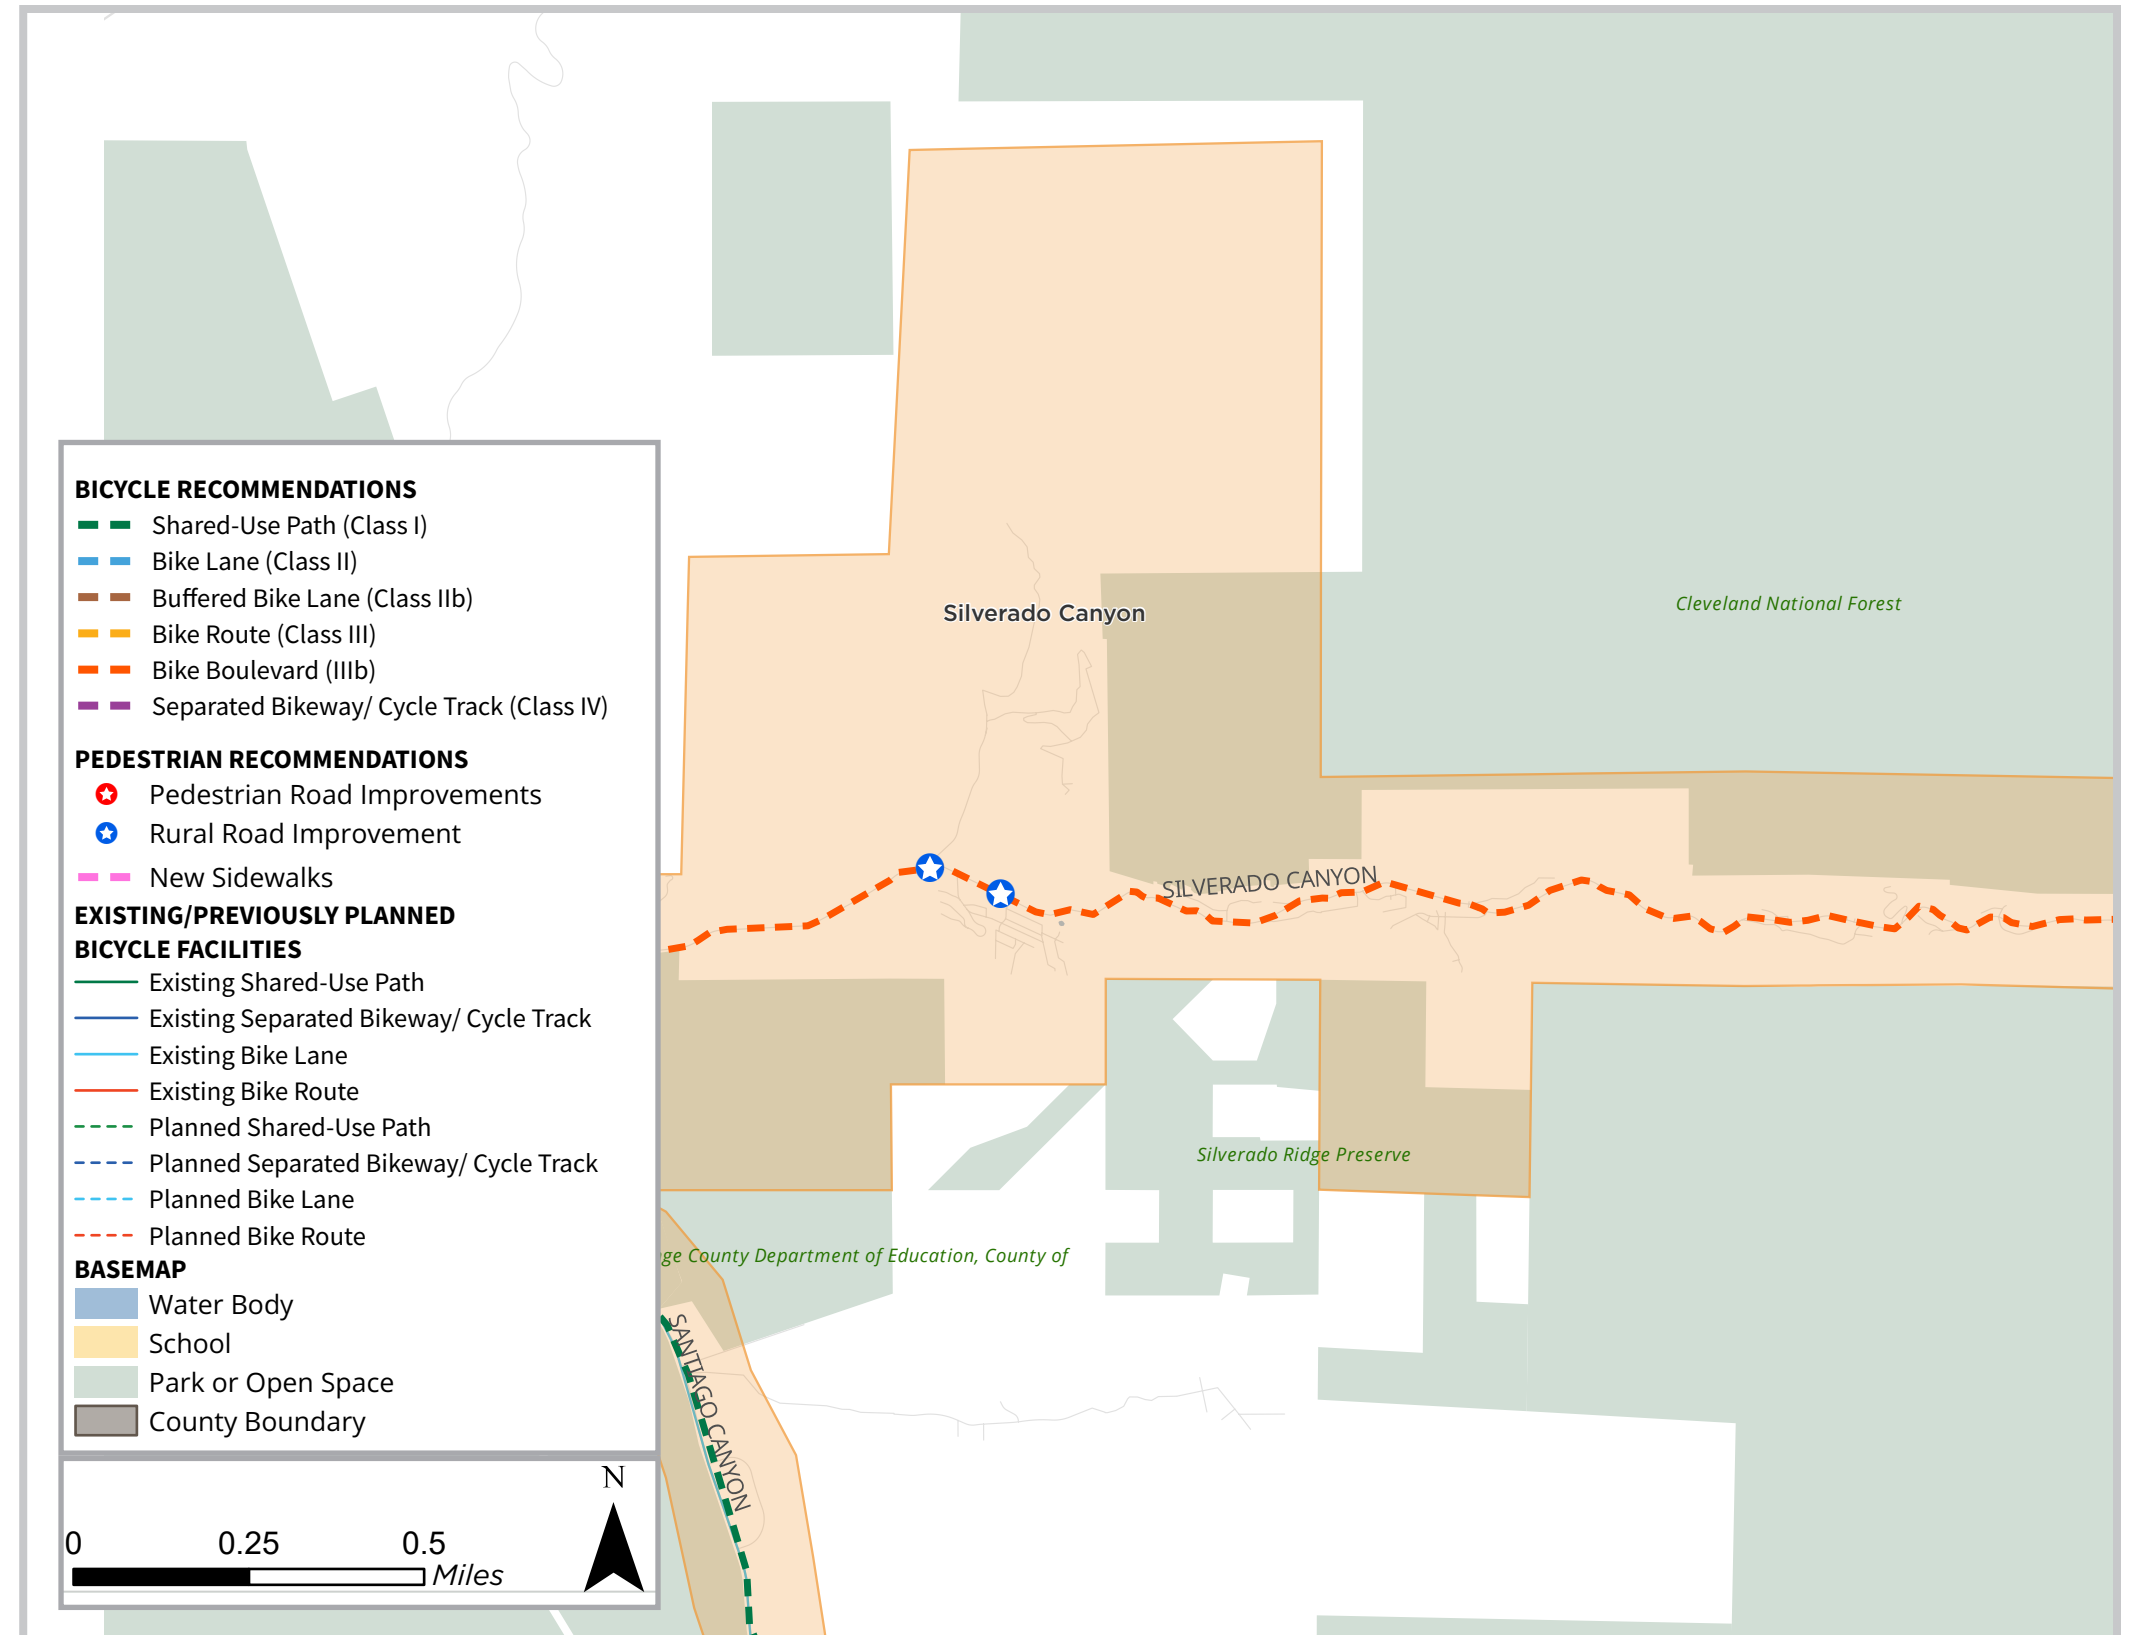 BICYCLE RECOMMENDATIONS
Shared-Use Path (Class I)
Bike Lane (Class II)
Buffered Bike Lane (Class IIb)
Bike Route (Class III)
Bike Boulevard (IIIb)
Separated Bikeway/ Cycle Track (Class IV)
PEDESTRIAN RECOMMENDATIONS
Pedestrian Road Improvements
Rural Road Improvement
New Sidewalks
EXISTING/PREVIOUSLY PLANNED
BICYCLE FACILITIES
Existing Shared-Use Path
Existing Separated Bikeway/ Cycle Track
Existing Bike Lane
Existing Bike Route
Planned Shared-Use Path
Planned Separated Bikeway/ Cycle Track
Planned Bike Lane
Planned Bike Route
BASEMAP
Water Body
School
Park or Open Space
County Boundary
N
0 0.25 0.5
Miles
Silverado Canyon
Cleveland National Forest
SILVERADO CANYON
Silverado Ridge Preserve
ge County Department of Education, County of
SANTIAGO CANYON